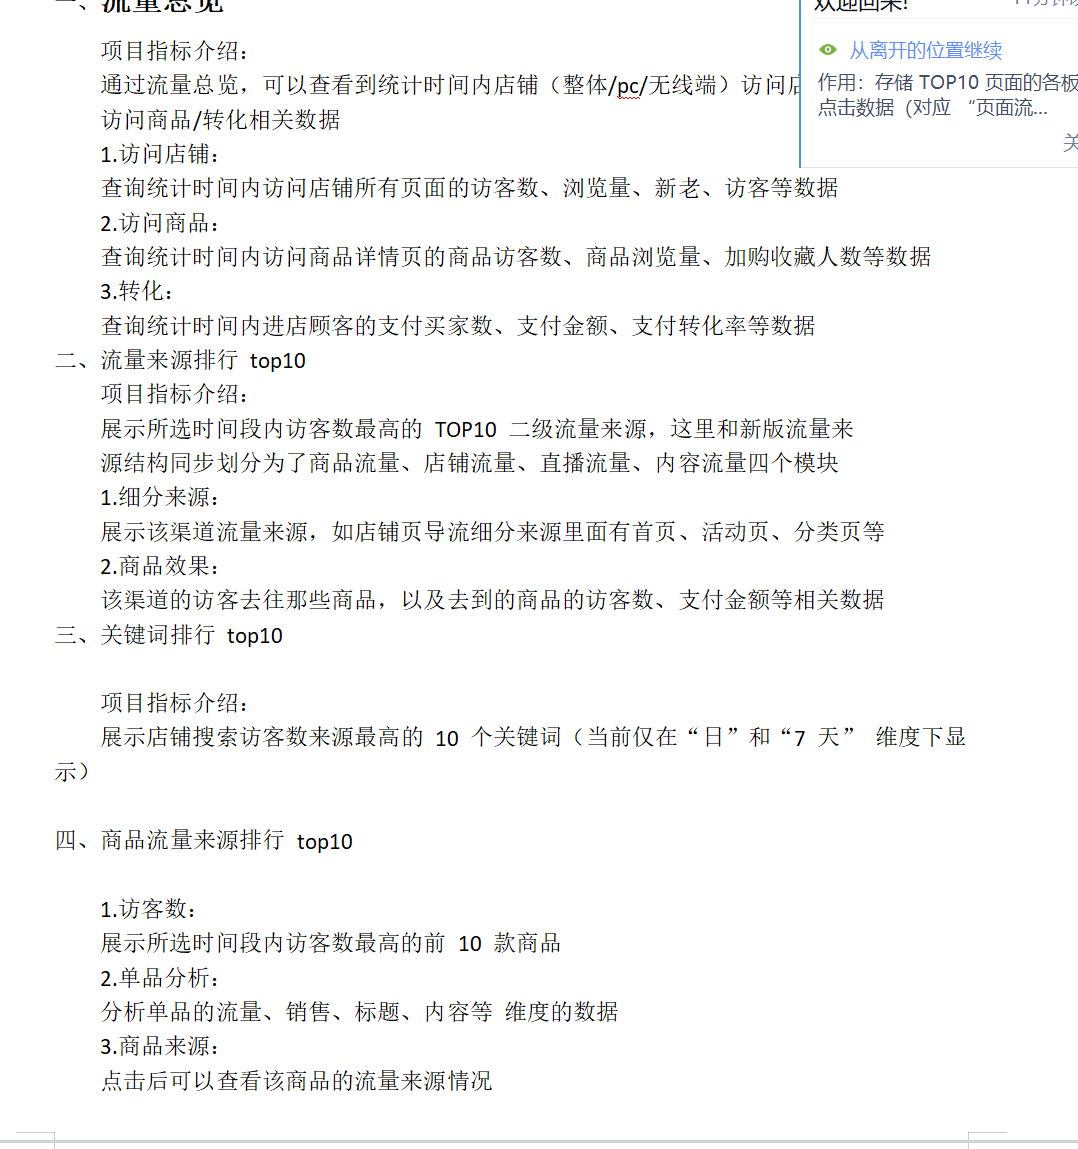 一、流量总览
项目指标介绍：
通过流量总览，可以查看到统计时间内店铺（整体/pc/无线端）访问店
访问商品/转化相关数据
1.访问店铺：
查询统计时间内访问店铺所有页面的访客数、浏览量、新老、访客等数据
2.访问商品：
查询统计时间内访问商品详情页的商品访客数、商品浏览量、加购收藏人数等数据
3.转化：
查询统计时间内进店顾客的支付买家数、支付金额、支付转化率等数据
二、流量来源排行 top10
项目指标介绍：
展示所选时间段内访客数最高的 TOP10 二级流量来源，这里和新版流量来
源结构同步划分为了商品流量、店铺流量、直播流量、内容流量四个模块
1.细分来源：
展示该渠道流量来源，如店铺页导流细分来源里面有首页、活动页、分类页等
2.商品效果：
该渠道的访客去往那些商品，以及去到的商品的访客数、支付金额等相关数据
三、关键词排行 top10
项目指标介绍：
展示店铺搜索访客数来源最高的 10 个关键词（当前仅在“日”和“7 天” 维度下显
示）
四、商品流量来源排行 top10
1.访客数：
展示所选时间段内访客数最高的前 10 款商品
2.单品分析：
分析单品的流量、销售、标题、内容等 维度的数据
3.商品来源：
点击后可以查看该商品的流量来源情况
欢迎回来!
从离开的位置继续
作用：存储 TOP10 页面的各板
点击数据（对应 “页面流...
关